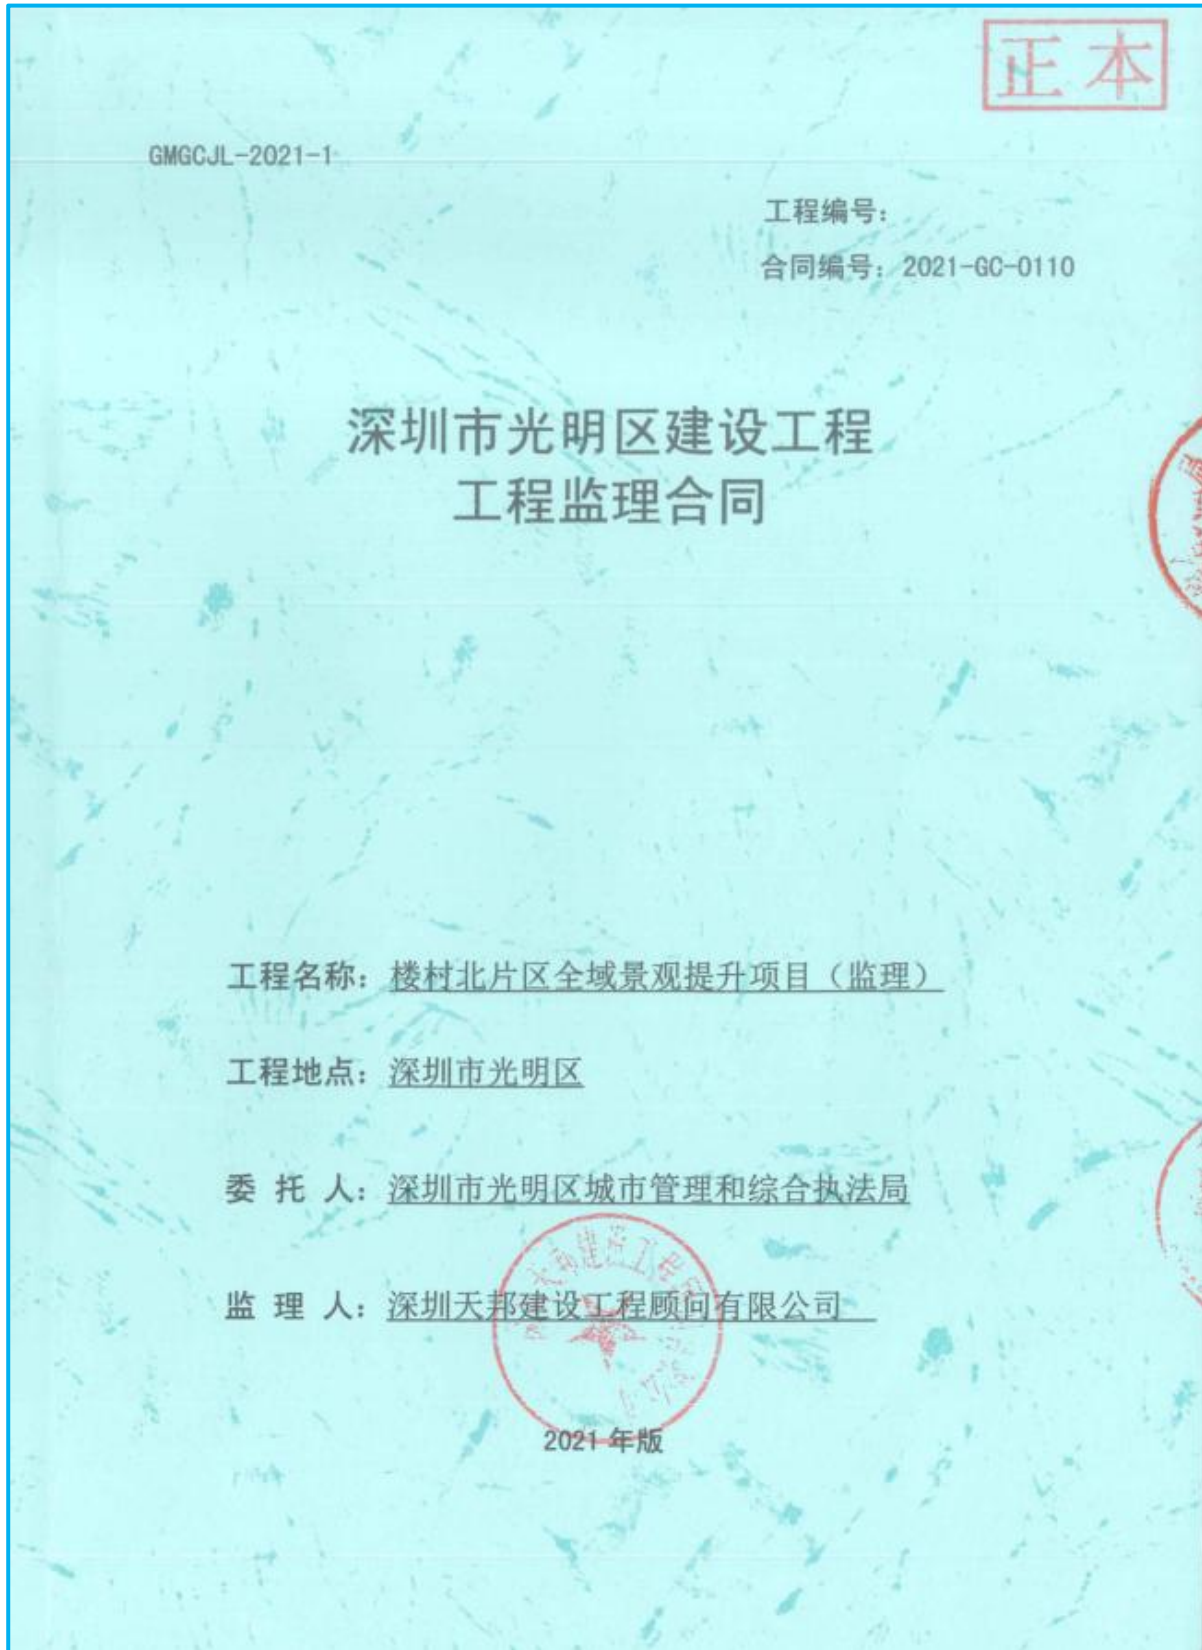 正本
GMGCJL-2021-1
工程编号：
合同编号：2021-GC-0110
深圳市光明区建设工程
工程监理合同
工程名称：楼村北片区全域景观提升项目（监理）
工程地点：深圳市光明区
委 托 人：深圳市光明区城市管理和综合执法局
监 理 人：深圳天邦建设工程顾问有限公司
2021 年版